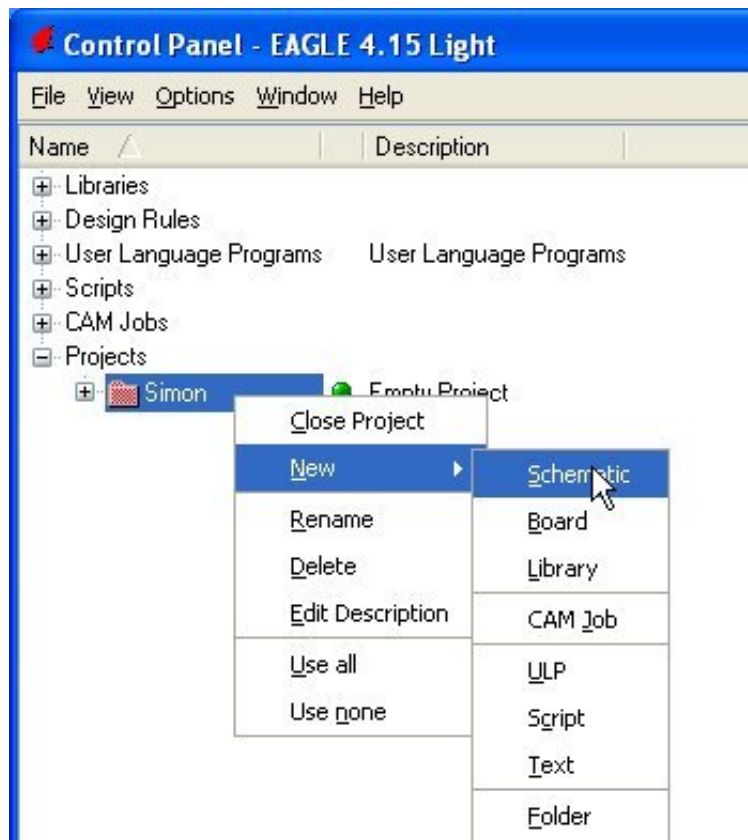 Control Panel - EAGLE 4.15 Light
File View Options Window Help
Name Description
Libraries
Design Rules
User Language Programs User Language Programs
Scripts
CAM Jobs
Projects
Simon Empty Project
Close Project
New
Rename
Delete
Edit Description
Use all
Use none
Schematic
Board
Library
CAM Job
ULP
Script
Text
Folder